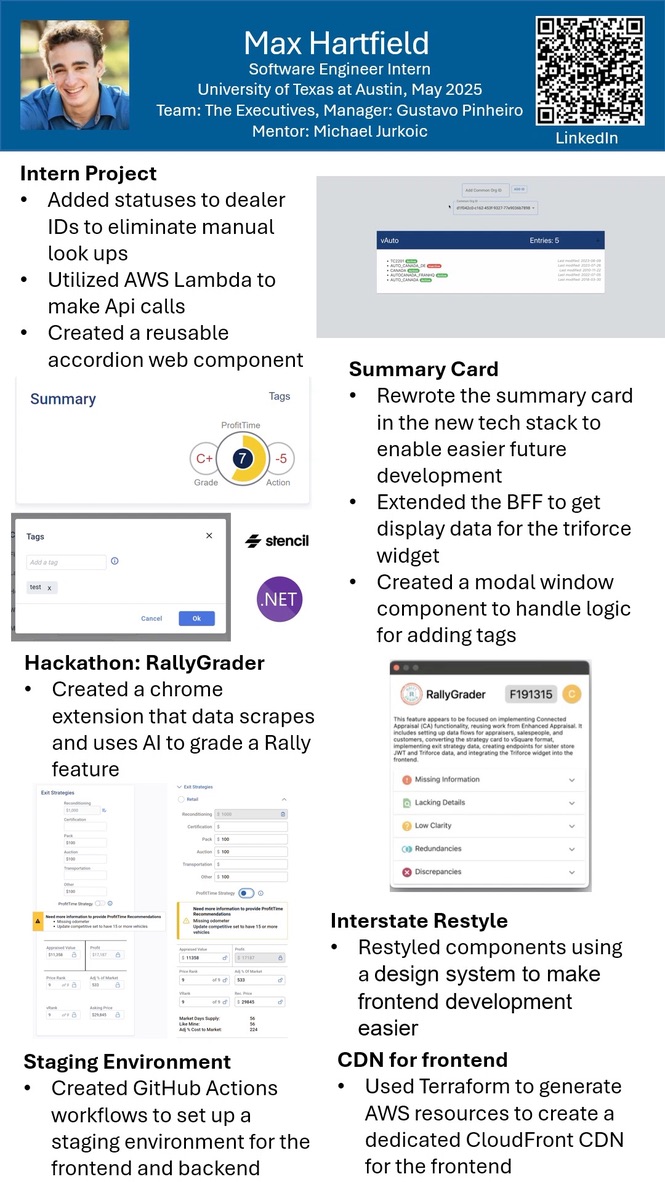 Max Hartfield
Software Engineer Intern
University of Texas at Austin, May 2025
Team: The Executives, Manager: Gustavo Pinheiro
Mentor: Michael Jurkoic
LinkedIn
Intern Project
• Added statuses to dealer
IDs to eliminate manual
look ups
• Utilized AWS Lambda to
make Api calls
• Created a reusable
accordion web component
Add Common Org ID
vAuto
Entries: 5
Summary
Tags
ProfitTime
C+
7
-5
Grade
Action
Tags
Add a tag
test x
Cancel
Ok
stencil
.NET
Summary Card
• Rewrote the summary card
in the new tech stack to
enable easier future
development
• Extended the BFF to get
display data for the triforce
widget
• Created a modal window
component to handle logic
for adding tags
Hackathon: RallyGrader
• Created a chrome
extension that data scrapes
and uses AI to grade a Rally
feature
RallyGrader
F191315
C
This feature appears to be focused on implementing Connected
Appraisal (CA) functionality, reusing work from Enhanced Appraisal. It
includes setting up data flows for appraisers, salespeople, and
customers, converting the strategy card to vSquare format,
implementing exit strategy data, creating endpoints for sister store
JWT and Triforce data, and integrating the Triforce widget into the
frontend.
Missing Information
Lacking Details
Low Clarity
Redundancies
Discrepancies
Exit Strategies
Reconditioning
$1,000
Certification
Pack
$100
Auction
$100
Transportation
Other
$100
ProfitTime Strategy
Need more information to provide ProfitTime
Recommendations
• Missing odometer
• Update competitive set to have 15 or more
vehicles
Appraised Value
Profit
$11,358
$17,187
Price Rank
Adj % of Market
9 of 9
533
vRank
Asking Price
9 of 9
$29,845
Exit Strategies
Retail
Reconditioning $ 1000
Certification $
Pack $ 100
Auction $ 100
Transportation $
Other $ 100
ProfitTime Strategy
Need more information to provide ProfitTime
Recommendations
Missing odometer
Update competitive set to have 15 or more
vehicles
Appraised Value
Profit
$ 11358
$ 17187
Price Rank
Adj % Of Market
9 of 9
533
VRank
Rec. Price
9 of 9
$ 29845
Market Days Supply: 56
Like Mine: 56
Adj % Cost to Market: 224
Interstate Restyle
• Restyled components using
a design system to make
frontend development
easier
Staging Environment
• Created GitHub Actions
workflows to set up a
staging environment for the
frontend and backend
CDN for frontend
• Used Terraform to generate
AWS resources to create a
dedicated CloudFront CDN
for the frontend